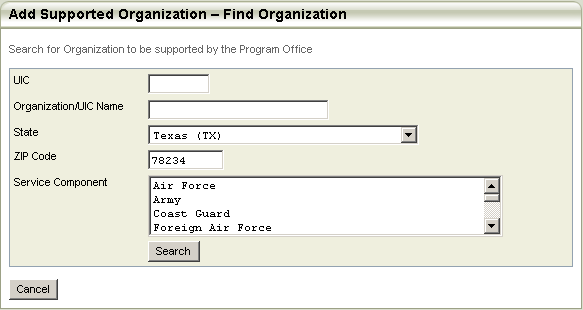 Add Supported Organization – Find Organization
Search for Organization to be supported by the Program Office
UIC
Organization/UIC Name
State Texas (TX)
ZIP Code 78234
Service Component Air Force
Army
Coast Guard
Foreign Air Force
Search
Cancel